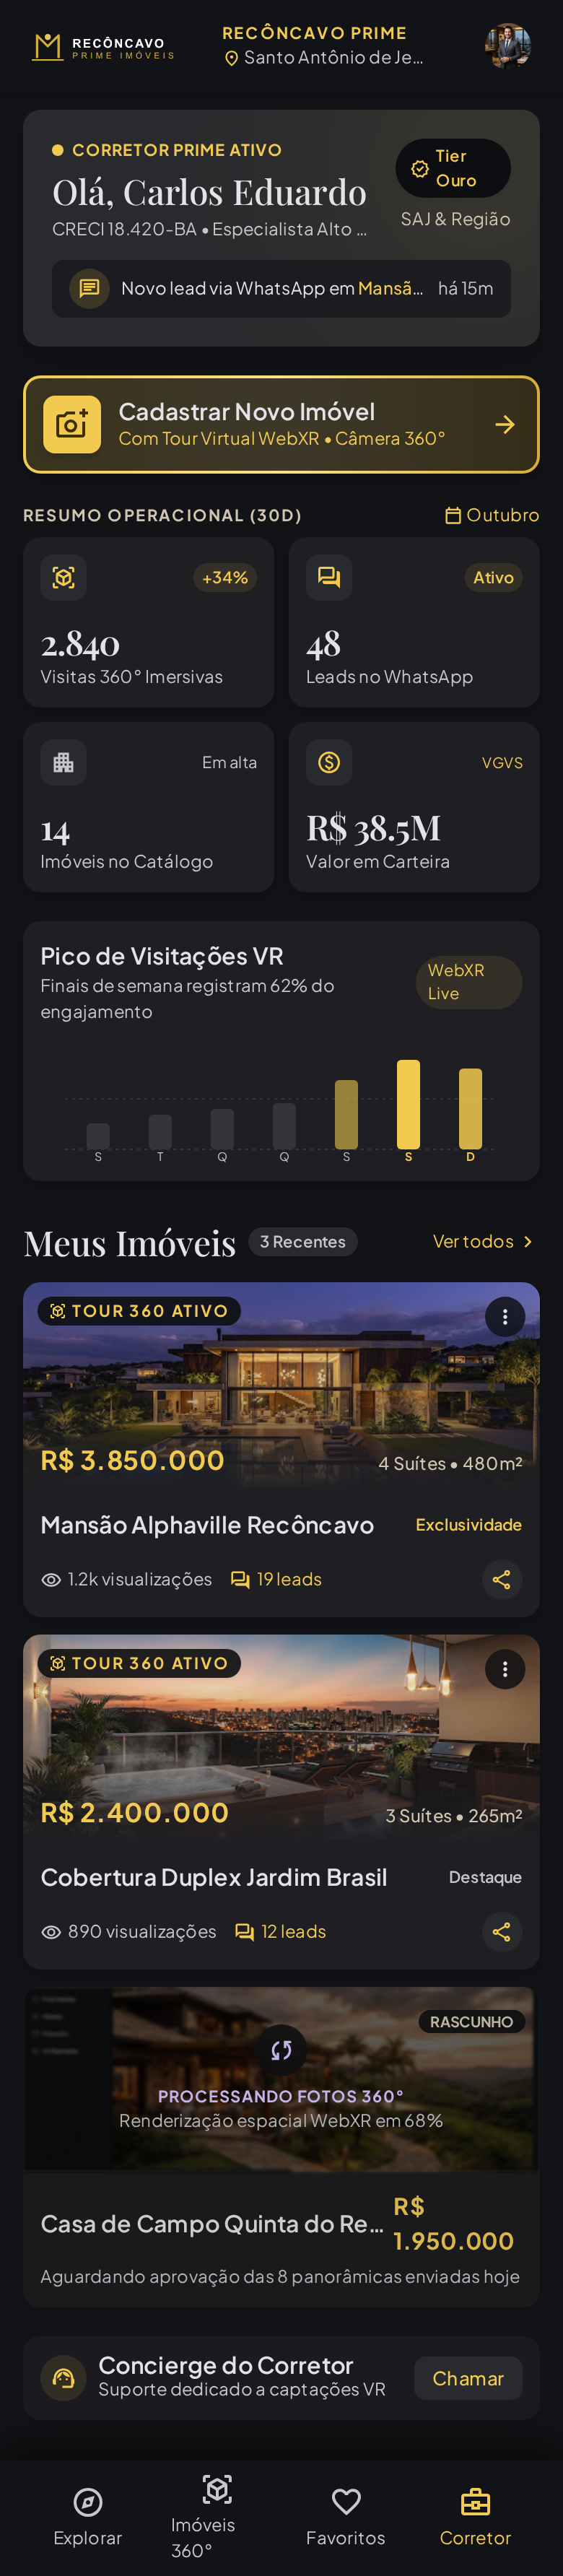 RECÔNCAVO
PRIME IMÓVEIS
RECÔNCAVO PRIME
Santo Antônio de Je...
CORRETOR PRIME ATIVO
Tier
Ouro
Olá, Carlos Eduardo
CRECI 18.420-BA • Especialista Alto ...
SAJ & Região
Novo lead via WhatsApp em Mansã... há 15m
Cadastrar Novo Imóvel
Com Tour Virtual WebXR • Câmera 360°
RESUMO OPERACIONAL (30D)
Outubro
+34%
2.840
Visitas 360° Imersivas
Ativo
48
Leads no WhatsApp
Em alta
14
Imóveis no Catálogo
VGVS
R$ 38.5M
Valor em Carteira
Pico de Visitações VR
Finais de semana registram 62% do
engajamento
WebXR
Live
S T Q Q S S D
Meus Imóveis
3 Recentes
Ver todos
TOUR 360 ATIVO
R$ 3.850.000
4 Suítes • 480m²
Mansão Alphaville Recôncavo
Exclusividade
1.2k visualizações
19 leads
TOUR 360 ATIVO
R$ 2.400.000
3 Suítes • 265m²
Cobertura Duplex Jardim Brasil
Destaque
890 visualizações
12 leads
RASCUNHO
PROCESSANDO FOTOS 360°
Renderização espacial WebXR em 68%
Casa de Campo Quinta do Re...
R$
1.950.000
Aguardando aprovação das 8 panorâmicas enviadas hoje
Concierge do Corretor
Suporte dedicado a captações VR
Chamar
Explorar
Imóveis
360°
Favoritos
Corretor